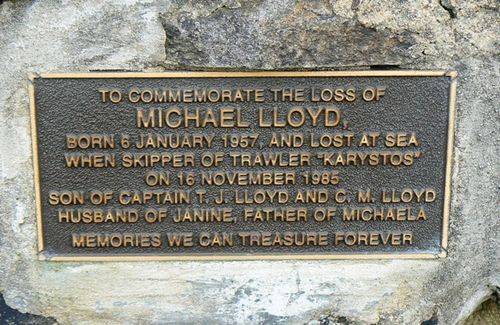 TO COMMEMORATE THE LOSS OF
MICHAEL LLOYD,
BORN 6 JANUARY 1957, AND LOST AT SEA
WHEN SKIPPER OF TRAWLER "KARYSTOS"
ON 16 NOVEMBER 1985
SON OF CAPTAIN T. J. LLOYD AND C. M. LLOYD
HUSBAND OF JANINE, FATHER OF MICHAELA
MEMORIES WE CAN TREASURE FOREVER